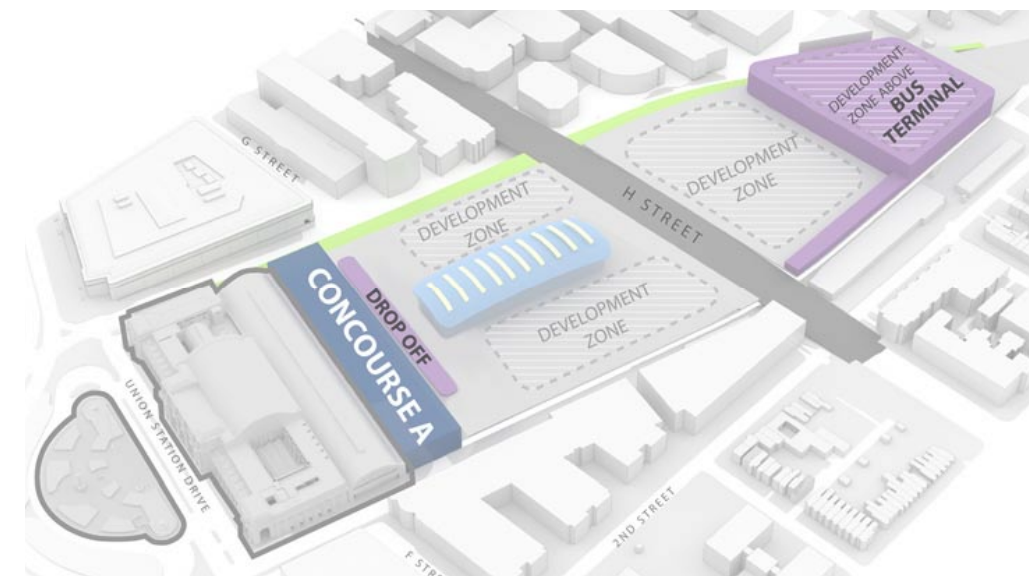 DEVELOPMENT-
ZONE ABOVE
BUS
TERMINAL
G STREET
DEVELOPMENT
ZONE
H STREET
DEVELOPMENT
ZONE
CONCOURSE A
DROP OFF
DEVELOPMENT
ZONE
UNION STATION DRIVE
2ND STREET
F STRE